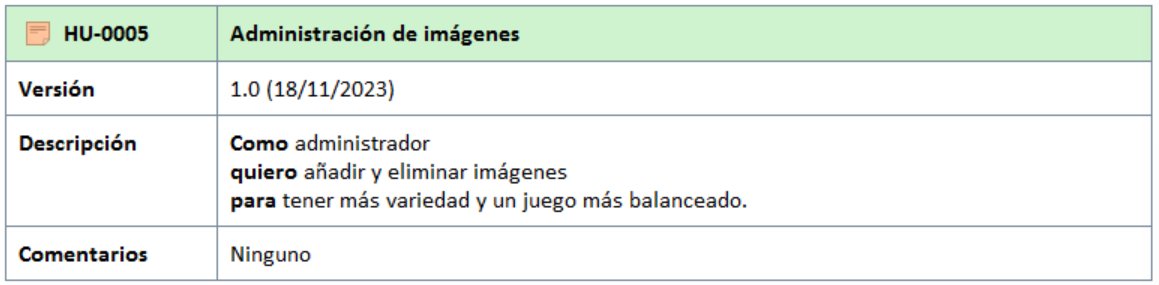 HU-0005 Administración de imágenes
Versión 1.0 (18/11/2023)
Descripción Como administrador
quiero añadir y eliminar imágenes
para tener más variedad y un juego más balanceado.
Comentarios Ninguno